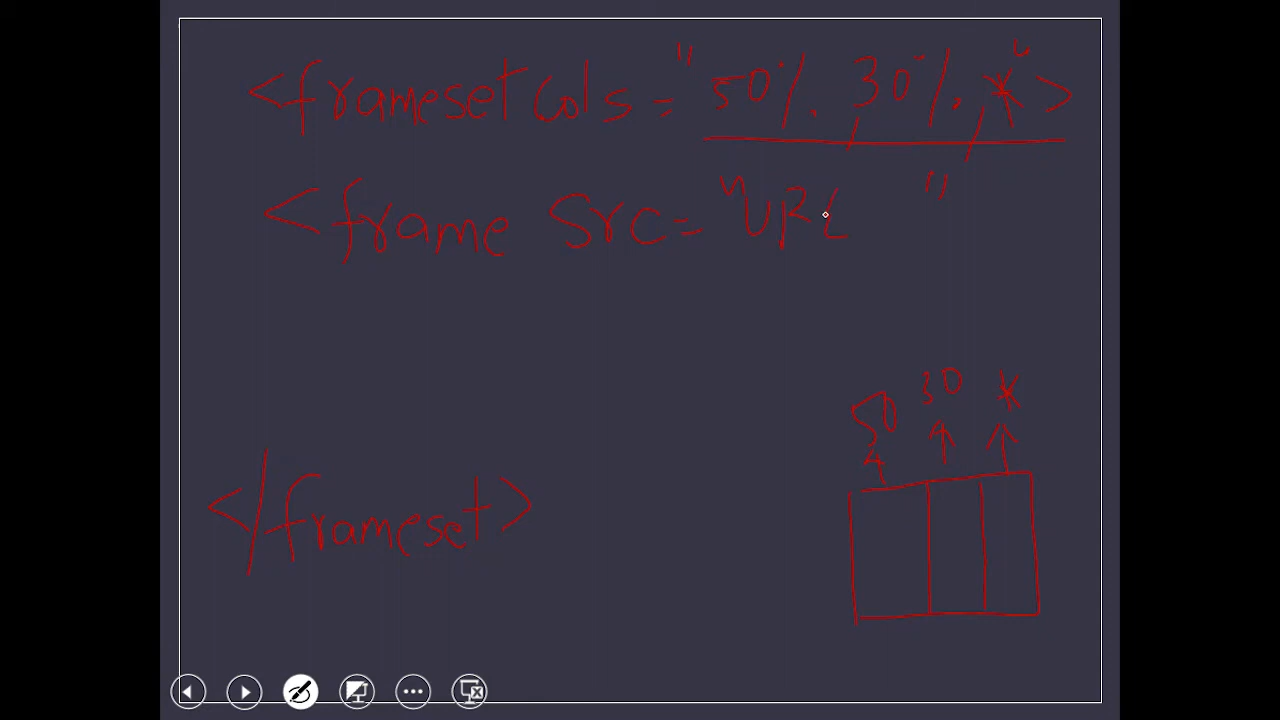 <frameset cols = "50%, 30%, *">
<frame src = "URL "
50 30 *
</frameset>